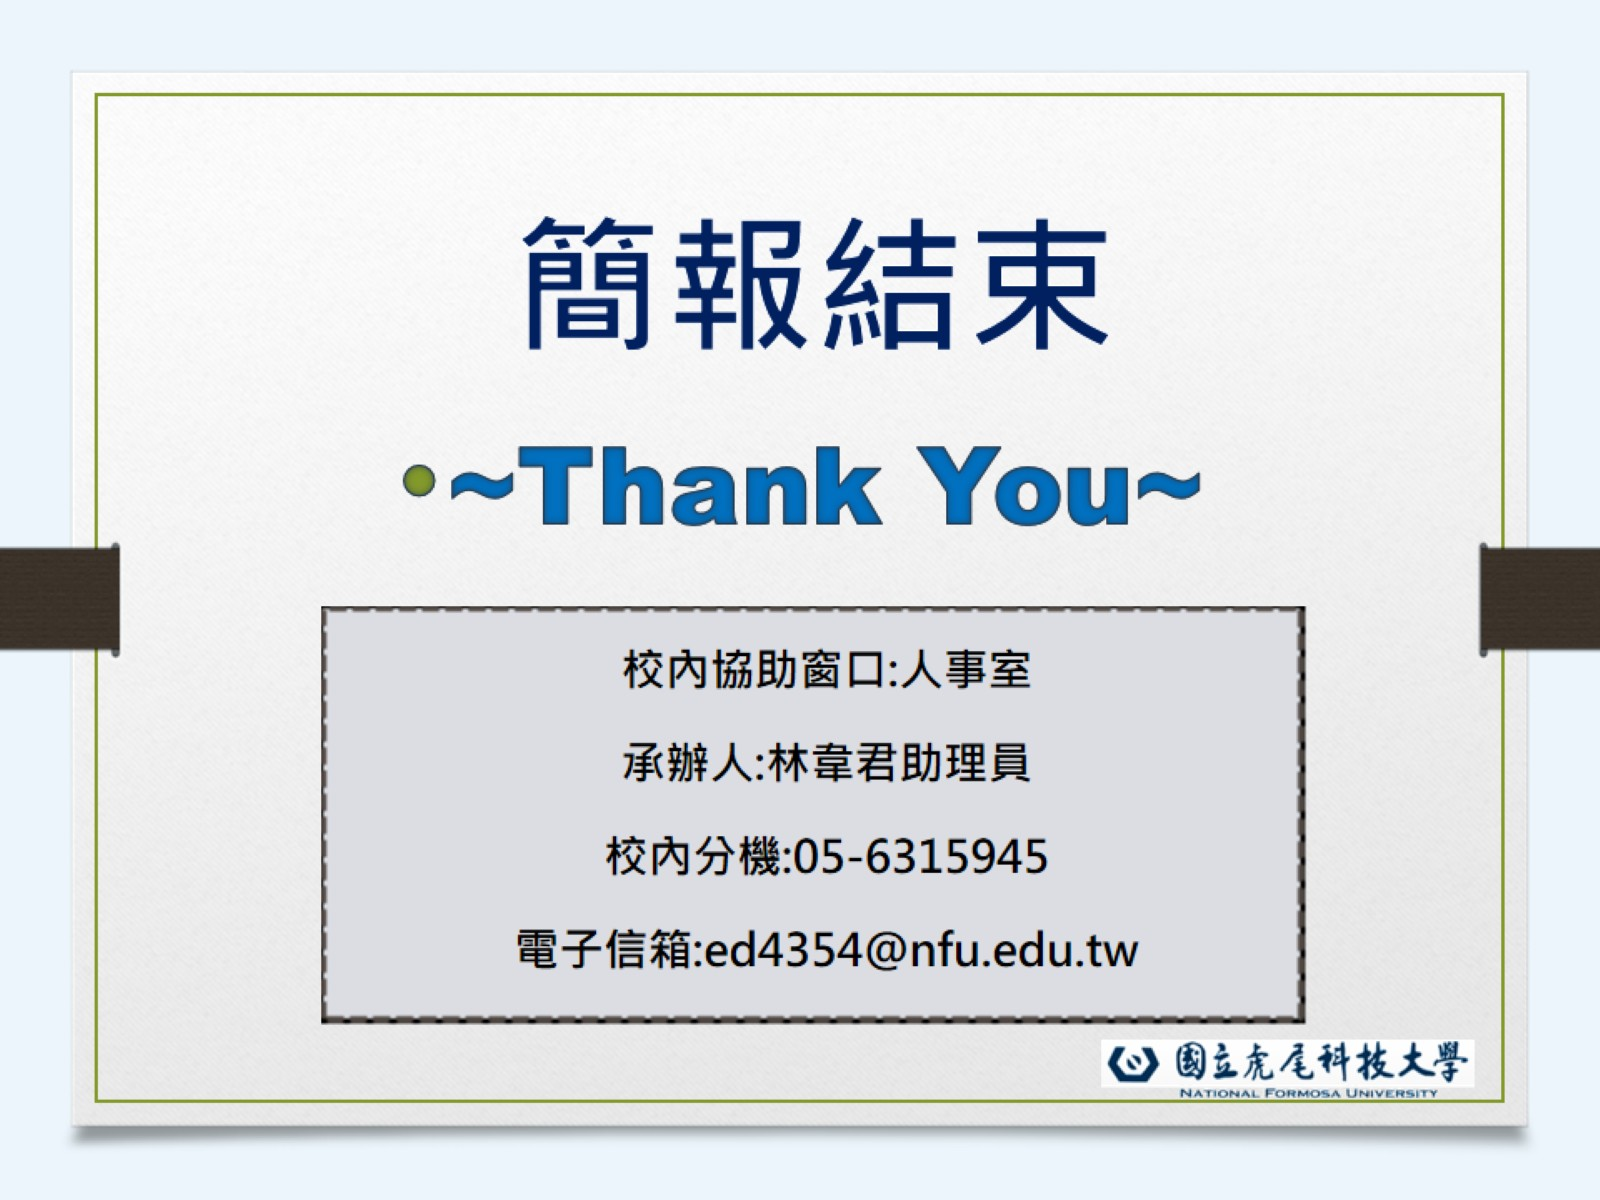 簡報結束
•~Thank You~
校內協助窗口:人事室
承辦人:林韋君助理員
校內分機:05-6315945
電子信箱:ed4354@nfu.edu.tw
國立虎尾科技大學
NATIONAL FORMOSA UNIVERSITY